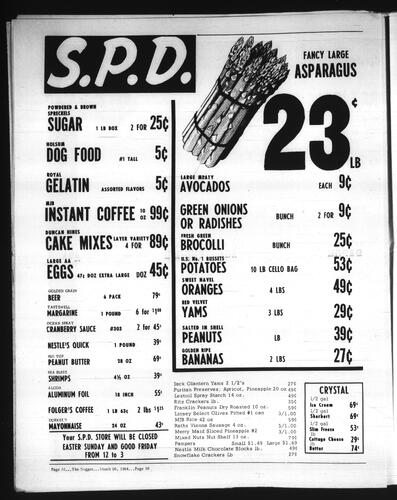 S.P.D.
POWDERED & BROWN
SPRECKELS
SUGAR 1 LB BOX 2 FOR 25¢
HOLSUM
DOG FOOD #1 TALL 5¢
ROYAL
GELATIN ASSORTED FLAVORS 5¢
MJB
INSTANT COFFEE 10 OZ 99¢
DUNCAN HINES
CAKE MIXES LAYER VARIETY 4 FOR 89¢
LARGE AA
EGGS 47¢ DOZ EXTRA LARGE DOZ 45¢
GOLDEN GRAIN
BEER 6 PACK 79¢
TASTEWELL
MARGARINE 1 POUND 6 for $1.00
OCEAN SPRAY
CRANBERRY SAUCE #303 2 for 45¢
NESTLE'S QUICK 1 POUND 39¢
PEANUT BUTTER 28 OZ 69¢
SEA BLAST
SHRIMPS 4½ OZ 39¢
ALCOA
ALUMINUM FOIL 18 INCH 55¢
FOLGER'S COFFEE 1 LB 63¢ 2 lbs $1.25
DURKEE'S
MAYONNAISE 24 OZ 43¢
Your S.P.D. STORE WILL BE CLOSED
EASTER SUNDAY AND GOOD FRIDAY
FROM 12 to 3
FANCY LARGE
ASPARAGUS
23¢
LB
LARGE MEATY
AVOCADOS EACH 9¢
GREEN ONIONS
OR RADISHES BUNCH 2 FOR 9¢
FRESH GREEN
BROCOLLI BUNCH 25¢
U.S. No. 1 RUSSETS
POTATOES 10 LB CELLO BAG 53¢
SWEET NAVEL
ORANGES 4 LBS 49¢
RED VELVET
YAMS 3 LBS 29¢
SALTED IN SHELL
PEANUTS LB 39¢
GOLDEN RIPE
BANANAS 2 LBS 27¢
Jack Olantern Yams 2 1/2's 27¢
Puritan Preserves, Apricot, Pineapple 20 oz 49¢
Lestoil Spray Starch 14 oz. 49¢
Ritz Crackers lb. 35¢
Franklin Peanuts Dry Roasted 10 oz. 59¢
Linsey Select Olives Pitted #1 can 3/1.00
MJB Rice 42 oz 59¢
Rath Vienna Sausage 4 oz 5/1.00
Merry Maid Sliced Pineapple #2 5/1.00
Mixed Nuts Nut Shelf 13 oz. 79¢
Pampers Small $1.49 Large $1.69
Nestle Milk Chocolate Blocks lb. 49¢
Snowflake Crackers Lb 27¢
CRYSTAL
1/2 gal
Ice Cream 69¢
1/2 gal
Sherbert 69¢
1/2 gal
Slim Freeze 53¢
Pint
Cottage Cheese 29¢
Lb
Butter 74¢